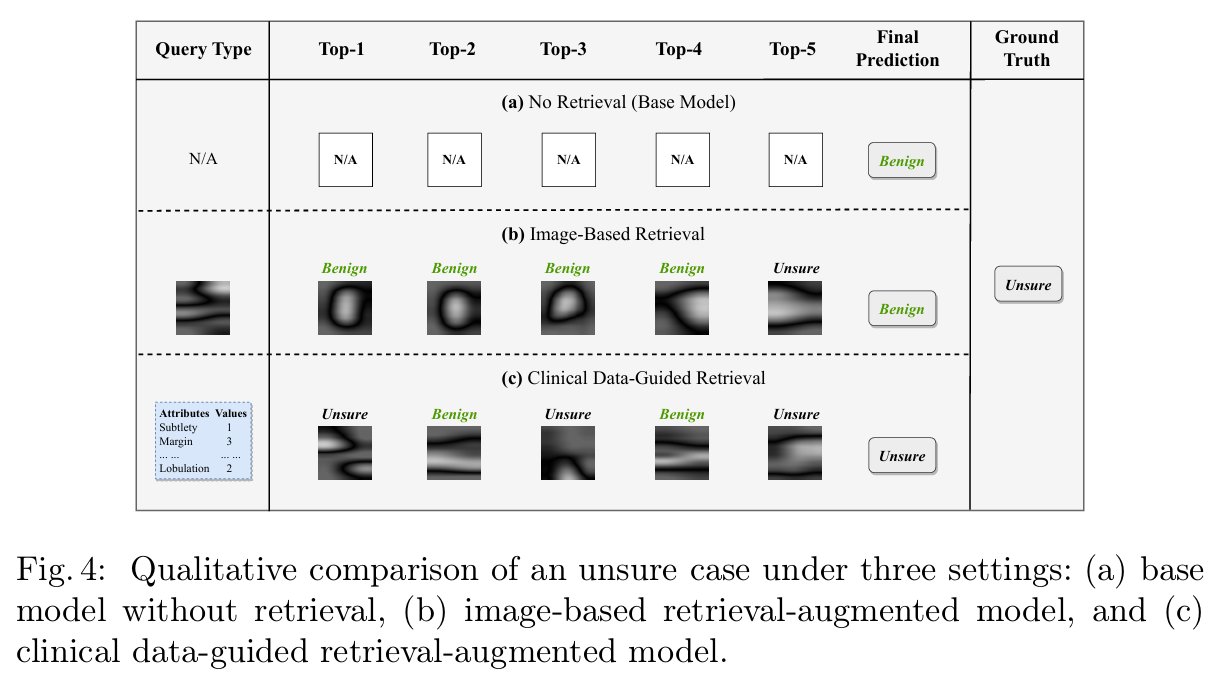 Query Type Top-1 Top-2 Top-3 Top-4 Top-5 Final Prediction Ground Truth
(a) No Retrieval (Base Model)
N/A N/A N/A N/A N/A N/A Benign
(b) Image-Based Retrieval
Benign Benign Benign Benign Unsure
Benign
Unsure
(c) Clinical Data-Guided Retrieval
Attributes Values
Subtlety 1
Margin 3
... ... ... ...
Lobulation 2
Unsure Benign Unsure Benign Unsure
Unsure
Fig. 4: Qualitative comparison of an unsure case under three settings: (a) base
model without retrieval, (b) image-based retrieval-augmented model, and (c)
clinical data-guided retrieval-augmented model.